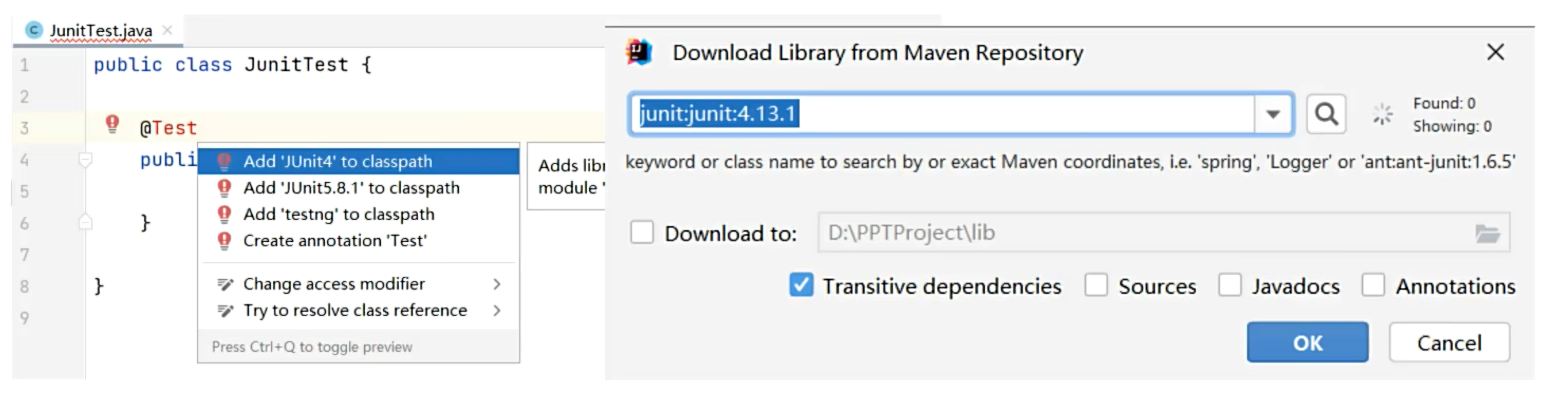 JunitTest.java
1 public class JunitTest {
2
3 @Test
4 publi
5
6 }
7
8 }
9
Add 'JUnit4' to classpath
Add 'JUnit5.8.1' to classpath
Add 'testng' to classpath
Create annotation 'Test'
Change access modifier
Try to resolve class reference
Press Ctrl+Q to toggle preview
Adds libr
module '
Download Library from Maven Repository
junit:junit:4.13.1
Found: 0
Showing: 0
keyword or class name to search by or exact Maven coordinates, i.e. 'spring', 'Logger' or 'ant:ant-junit:1.6.5'
Download to: D:\PPTProject\lib
Transitive dependencies Sources Javadocs Annotations
OK Cancel